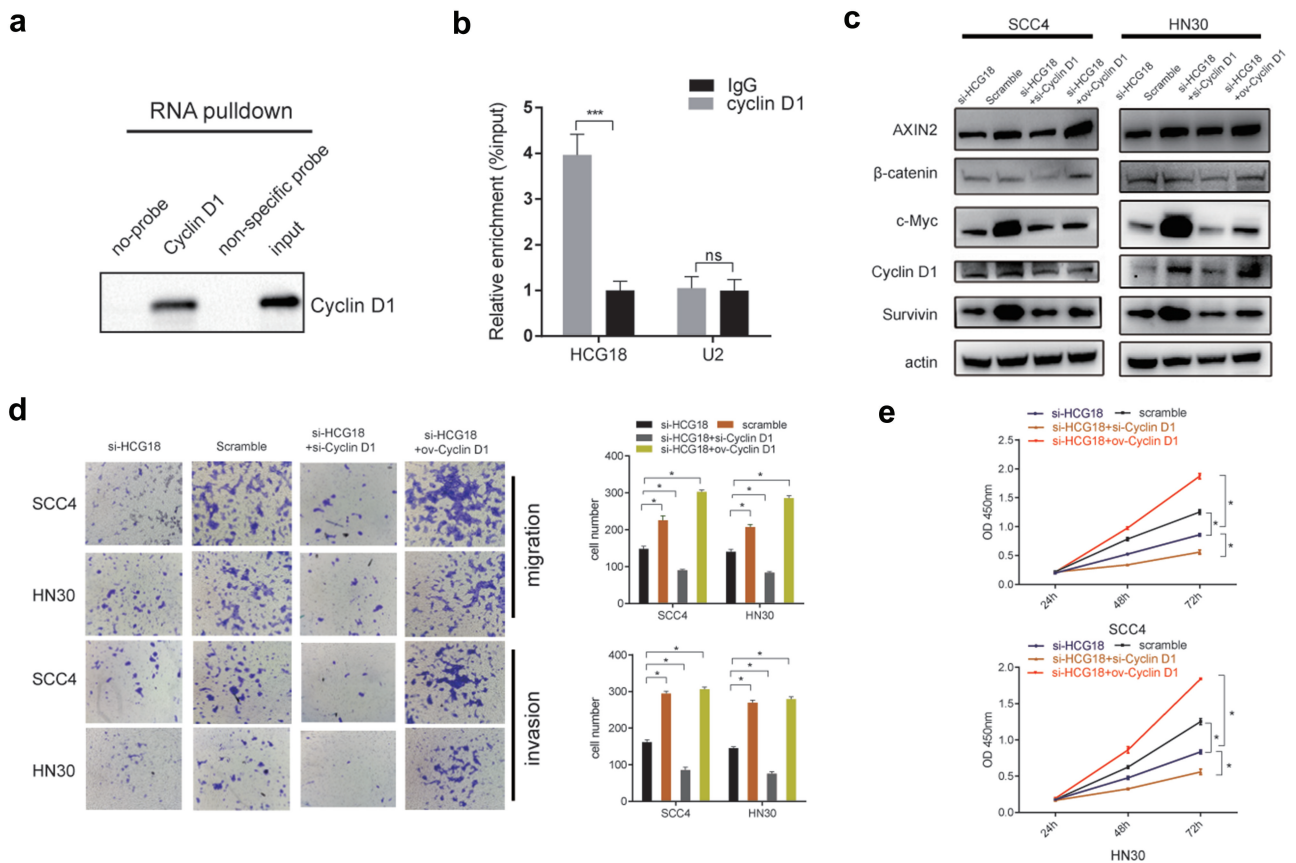 a
RNA pulldown
no-probe
Cyclin D1
non-specific probe
input
Cyclin D1
b
IgG
cyclin D1
Relative enrichment (%input)
5
4
3
2
1
0
***
ns
HCG18
U2
c
SCC4
HN30
si-HCG18
Scramble
si-HCG18
+si-Cyclin D1
si-HCG18
+ov-Cyclin D1
si-HCG18
Scramble
si-HCG18
+si-Cyclin D1
si-HCG18
+ov-Cyclin D1
AXIN2
β-catenin
c-Myc
Cyclin D1
Survivin
actin
d
si-HCG18
Scramble
si-HCG18
+si-Cyclin D1
si-HCG18
+ov-Cyclin D1
SCC4
HN30
migration
SCC4
HN30
invasion
si-HCG18
scramble
si-HCG18+si-Cyclin D1
si-HCG18+ov-Cyclin D1
cell number
400
300
200
100
0
*
*
*
*
*
*
SCC4
HN30
cell number
400
300
200
100
0
*
*
*
*
*
*
SCC4
HN30
e
si-HCG18
scramble
si-HCG18+si-Cyclin D1
si-HCG18+ov-Cyclin D1
OD 450nm
2.5
2.0
1.5
1.0
0.5
0.0
*
*
*
24h
48h
72h
SCC4
si-HCG18
scramble
si-HCG18+si-Cyclin D1
si-HCG18+ov-Cyclin D1
OD 450nm
2.0
1.5
1.0
0.5
0.0
*
*
*
24h
48h
72h
HN30